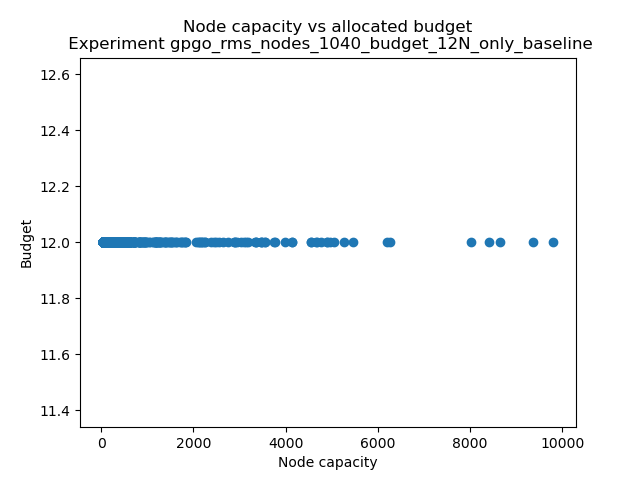 Node capacity vs allocated budget
Experiment gpgo_rms_nodes_1040_budget_12N_only_baseline
12.6
12.4
12.2
12.0
11.8
11.6
11.4
Budget
0 2000 4000 6000 8000 10000
Node capacity